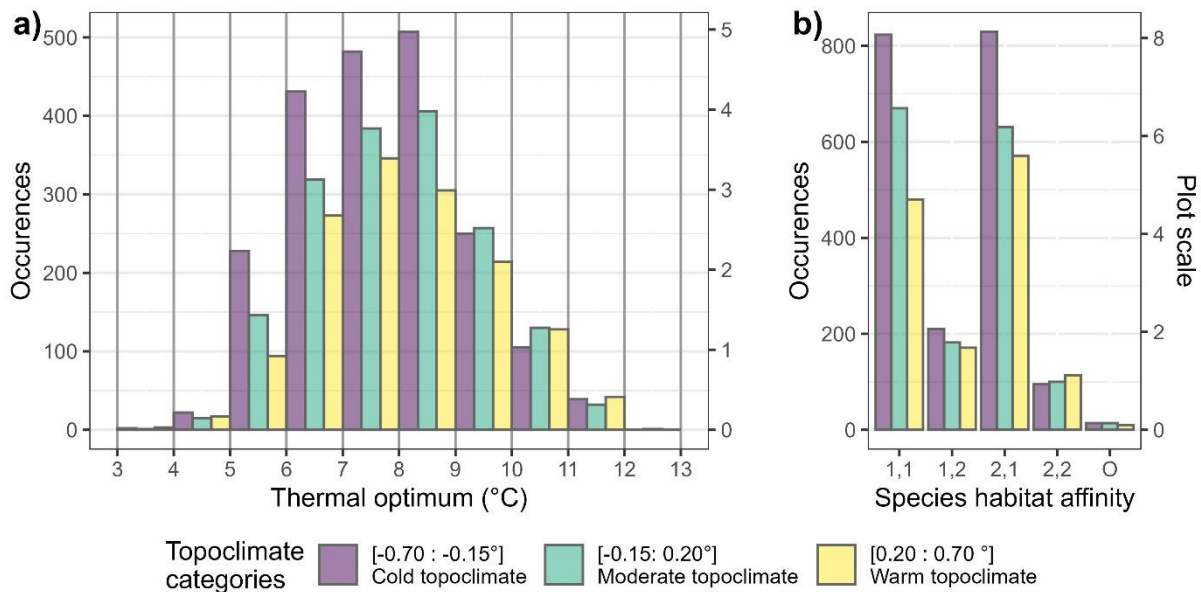 a)
Occurences
500
400
300
200
100
0
5
4
3
2
1
0
3 4 5 6 7 8 9 10 11 12 13
Thermal optimum (°C)
b)
Occurences
800
600
400
200
0
8
6
4
2
0
Plot scale
1,1 1,2 2,1 2,2 O
Species habitat affinity
Topoclimate
categories
[-0.70 : -0.15°]
Cold topoclimate
[-0.15: 0.20°]
Moderate topoclimate
[0.20 : 0.70 °]
Warm topoclimate